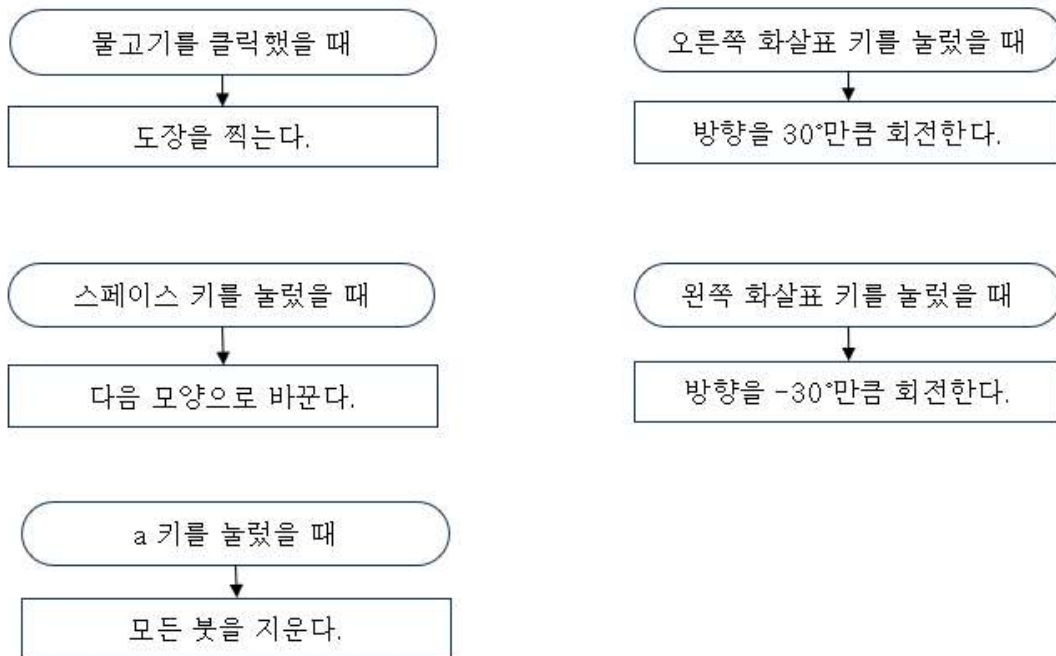 물고기를 클릭했을 때
도장을 찍는다.
오른쪽 화살표 키를 눌렀을 때
방향을 30°만큼 회전한다.
스페이스 키를 눌렀을 때
다음 모양으로 바꾼다.
왼쪽 화살표 키를 눌렀을 때
방향을 -30°만큼 회전한다.
a 키를 눌렀을 때
모든 붓을 지운다.